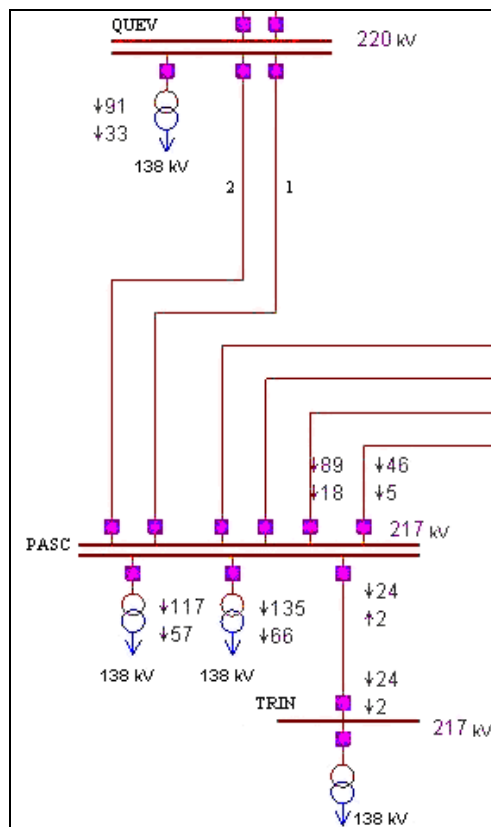 QUEV
220 kV
↓91
↓33
138 kV
2 1
↓89 ↓46
↓18 ↓5
PASC 217 kV
↓117 ↓135 ↓24
↓57 ↓66 ↑2
138 kV 138 kV
↓24
TRIN ↓2
217 kV
138 kV